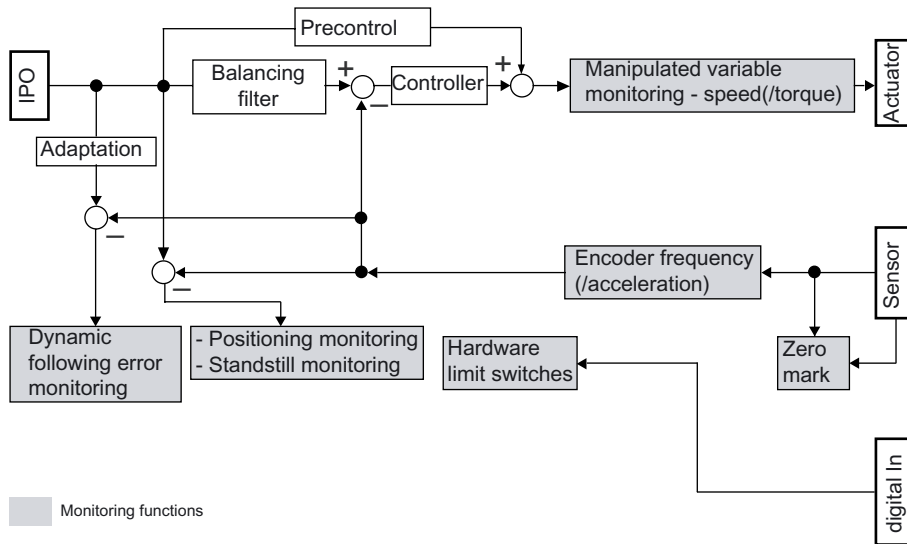 Precontrol
IPO
Balancing
filter
+
−
Controller
+
Manipulated variable
monitoring - speed(/torque)
Actuator
Adaptation
−
−
Encoder frequency
(/acceleration)
Sensor
Dynamic
following error
monitoring
- Positioning monitoring
- Standstill monitoring
Hardware
limit switches
Zero
mark
digital In
Monitoring functions